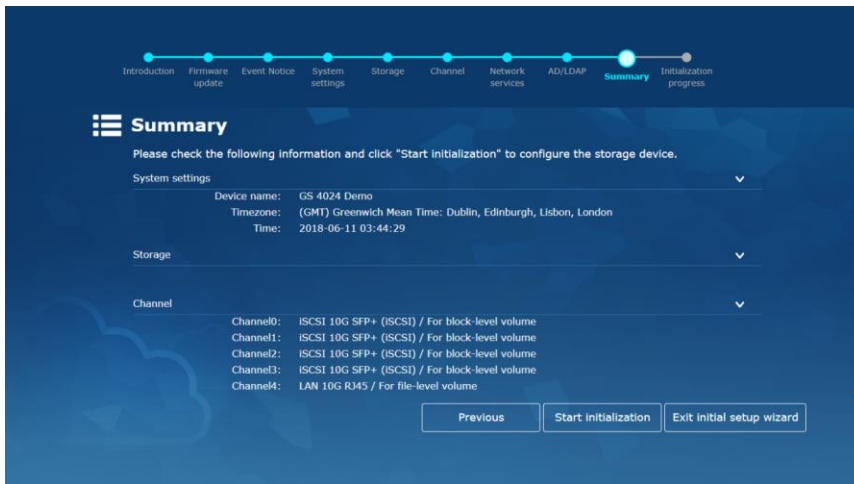 Introduction
Firmware
update
Event Notice
System
settings
Storage
Channel
Network
services
AD/LDAP
Summary
Initialization
progress
Summary
Please check the following information and click "Start initialization" to configure the storage device.
System settings
Device name: GS 4024 Demo
Timezone: (GMT) Greenwich Mean Time: Dublin, Edinburgh, Lisbon, London
Time: 2018-06-11 03:44:29
Storage
Channel
Channel0: iSCSI 10G SFP+ (iSCSI) / For block-level volume
Channel1: iSCSI 10G SFP+ (iSCSI) / For block-level volume
Channel2: iSCSI 10G SFP+ (iSCSI) / For block-level volume
Channel3: iSCSI 10G SFP+ (iSCSI) / For block-level volume
Channel4: LAN 10G RJ45 / For file-level volume
Previous
Start initialization
Exit initial setup wizard